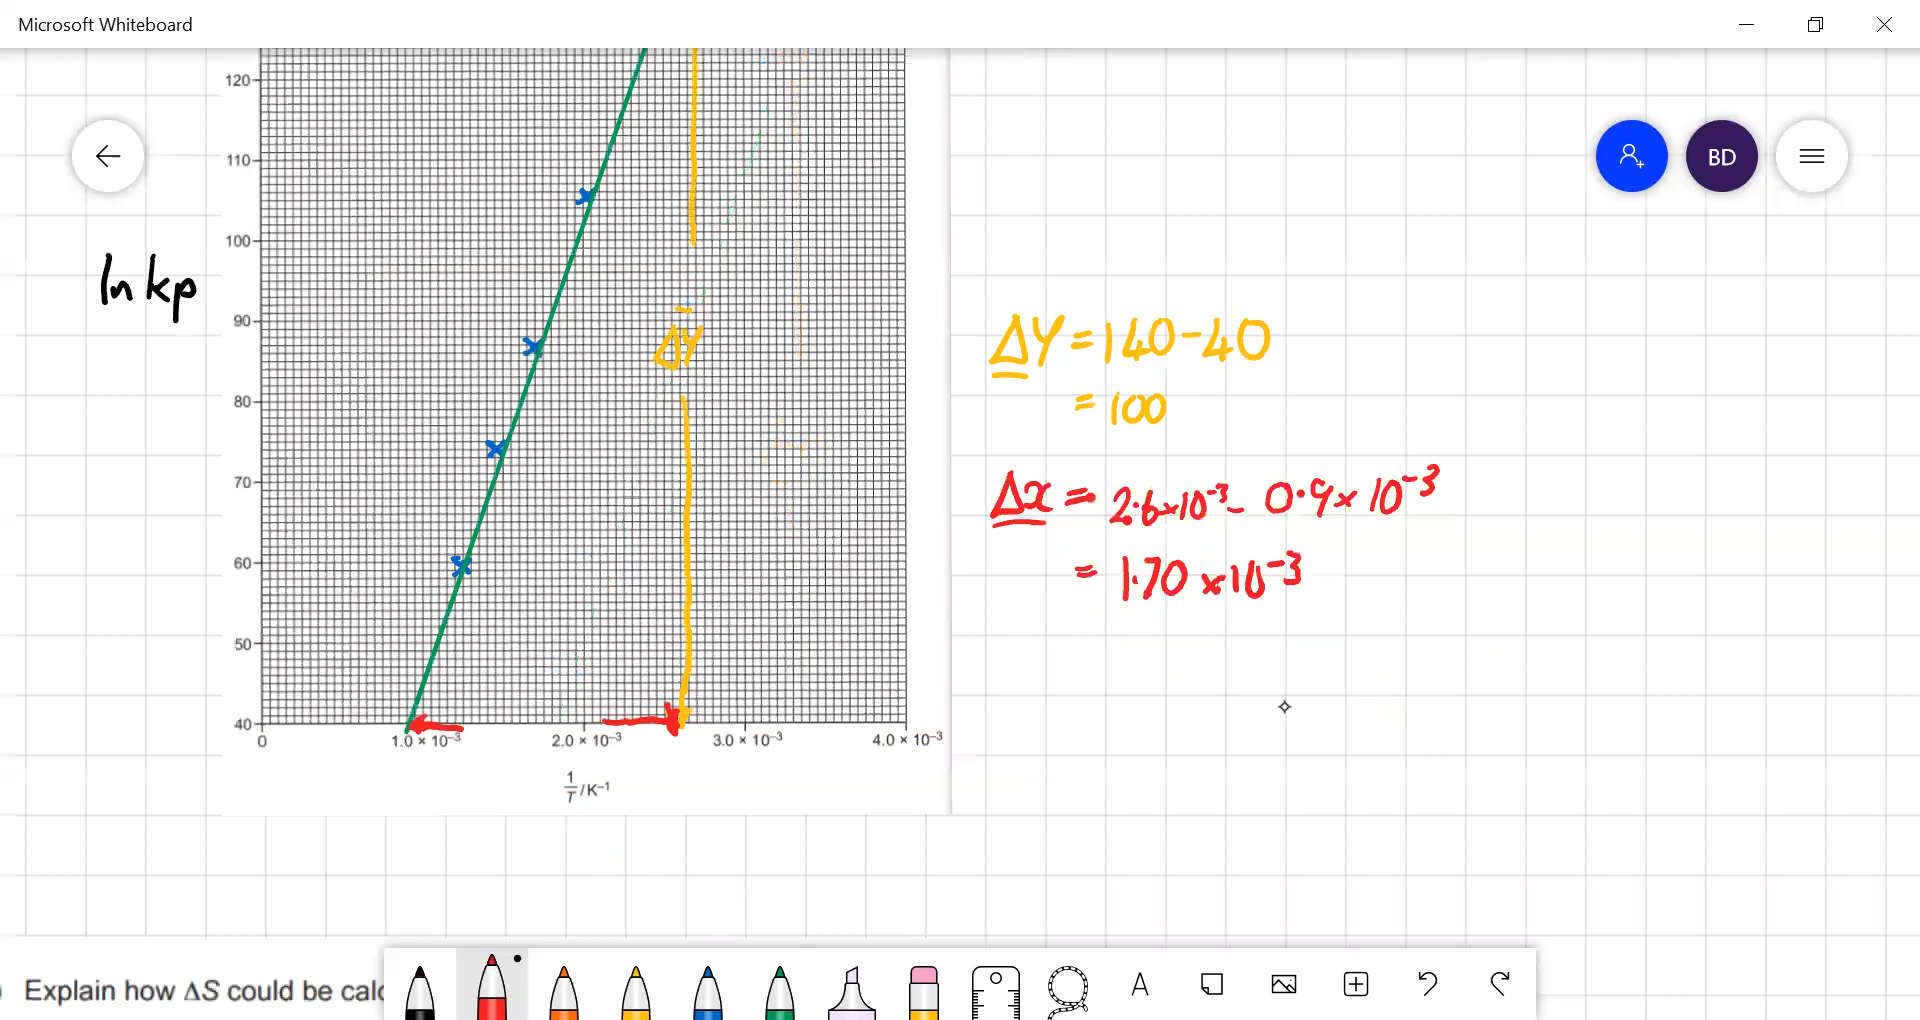 Microsoft Whiteboard
120
110
100
90
80
70
60
50
40
ln kp
BD
ΔY
0
1.0 × 10⁻³
2.0 × 10⁻³
3.0 × 10⁻³
4.0 × 10⁻³
1/T /K⁻¹
ΔY = 140 - 40
= 100
Δx = 2.6 × 10⁻³ - 0.9 × 10⁻³
= 1.70 × 10⁻³
Explain how ΔS could be calc
A